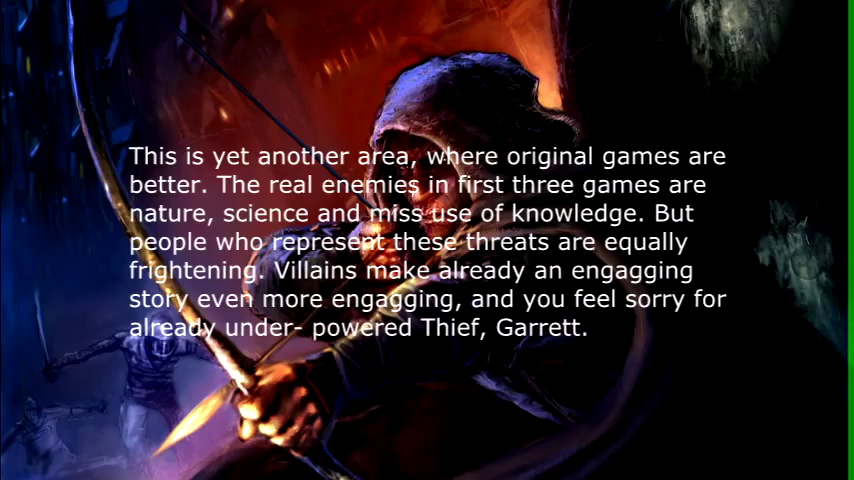 This is yet another area, where original games are
better. The real enemies in first three games are
nature, science and miss use of knowledge. But
people who represent these threats are equally
frightening. Villains make already an engagging
story even more engagging, and you feel sorry for
already under- powered Thief, Garrett.